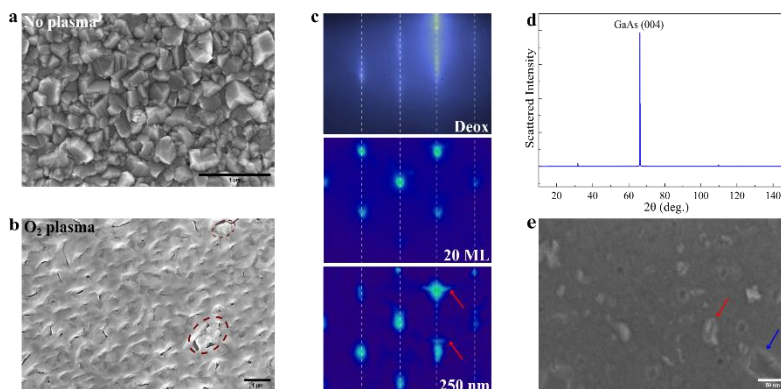 a No plasma
1 μm
b O₂ plasma
1 μm
c
Deox
20 ML
250 nm
d
GaAs (004)
Scattered Intensity
20 40 60 80 100 120 140
2θ (deg.)
e